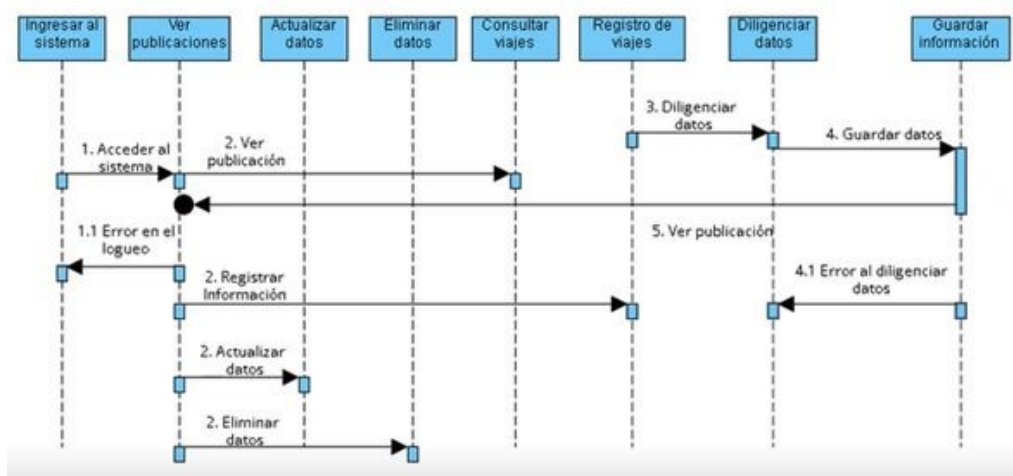 Ingresar al
sistema
Ver
publicaciones
Actualizar
datos
Eliminar
datos
Consultar
viajes
Registro de
viajes
Diligenciar
datos
Guardar
información
3. Diligenciar
datos
4. Guardar datos
1. Acceder al
sistema
2. Ver
publicación
5. Ver publicación
1.1 Error en el
logueo
2. Registrar
Información
4.1 Error al diligenciar
datos
2. Actualizar
datos
2. Eliminar
datos